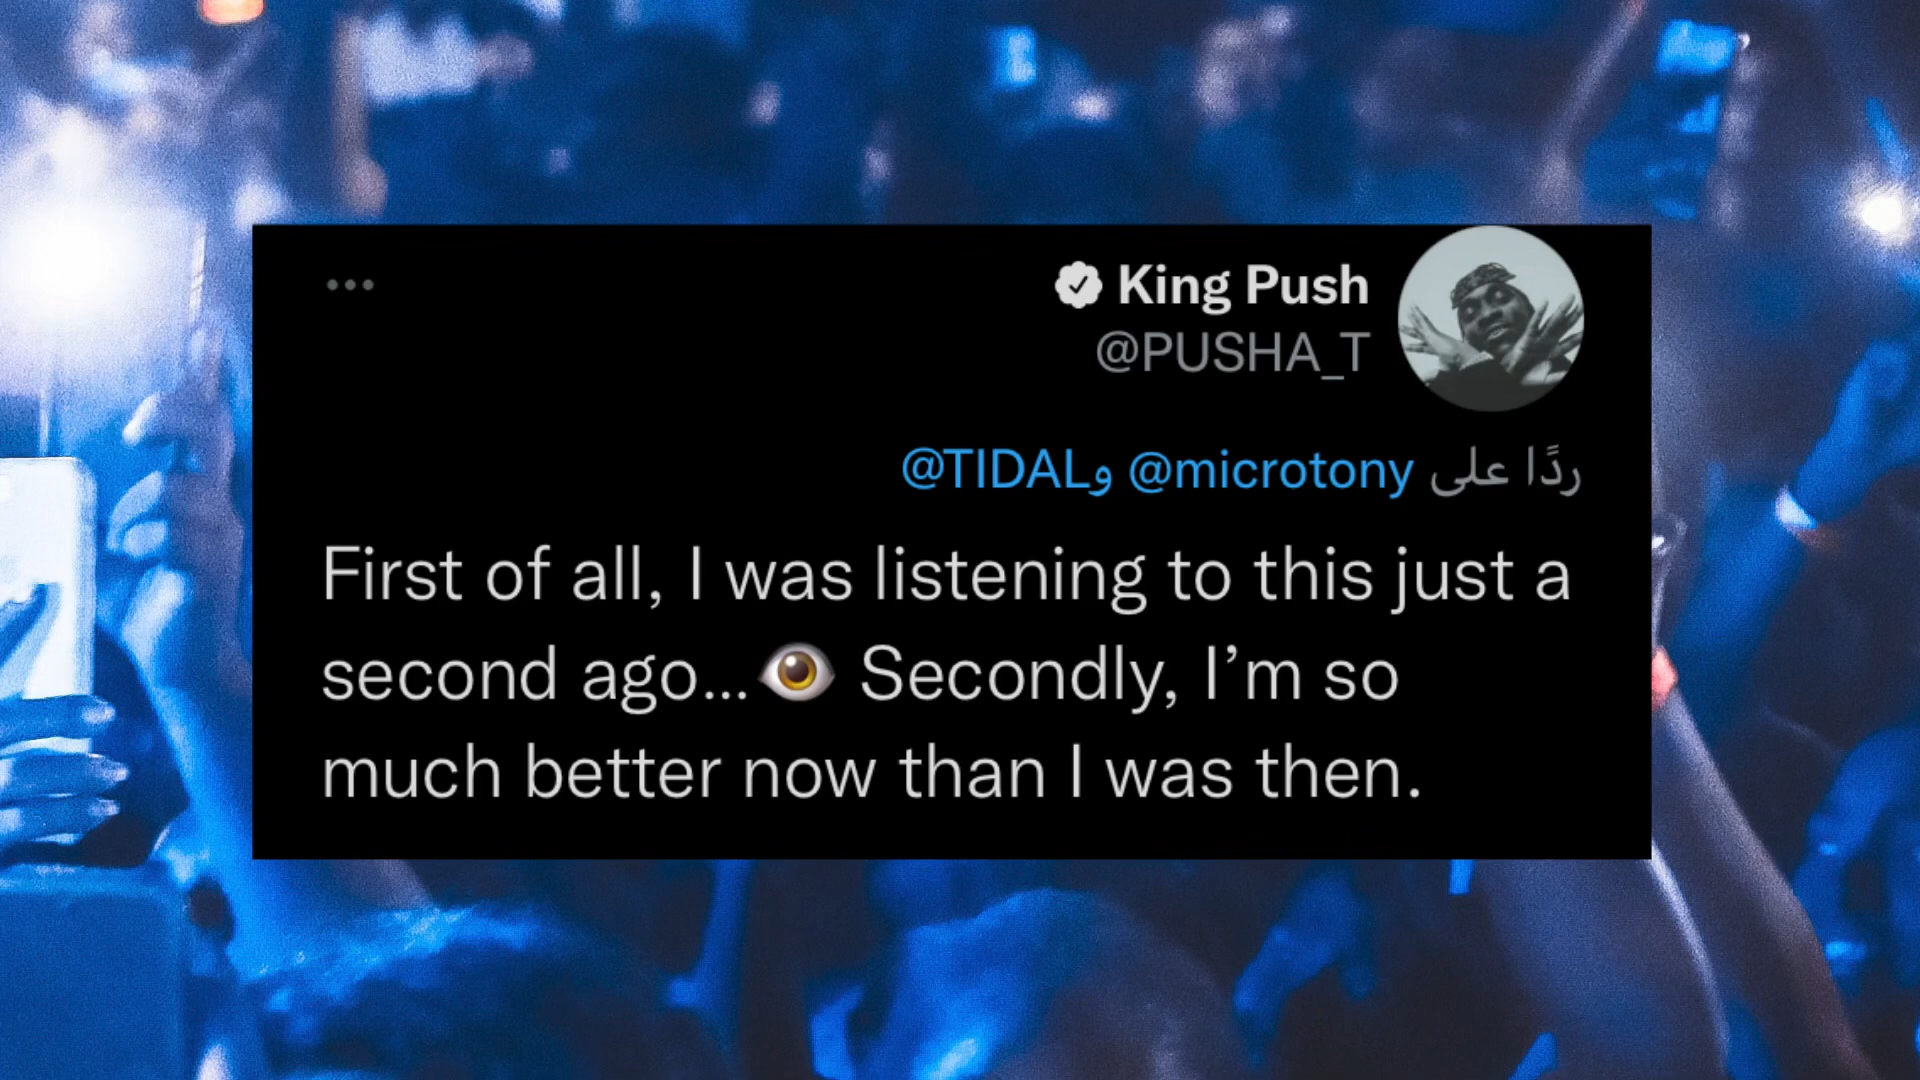 King Push
@PUSHA_T
ردًا على @microtony و@TIDAL
First of all, I was listening to this just a
second ago...👁️ Secondly, I’m so
much better now than I was then.